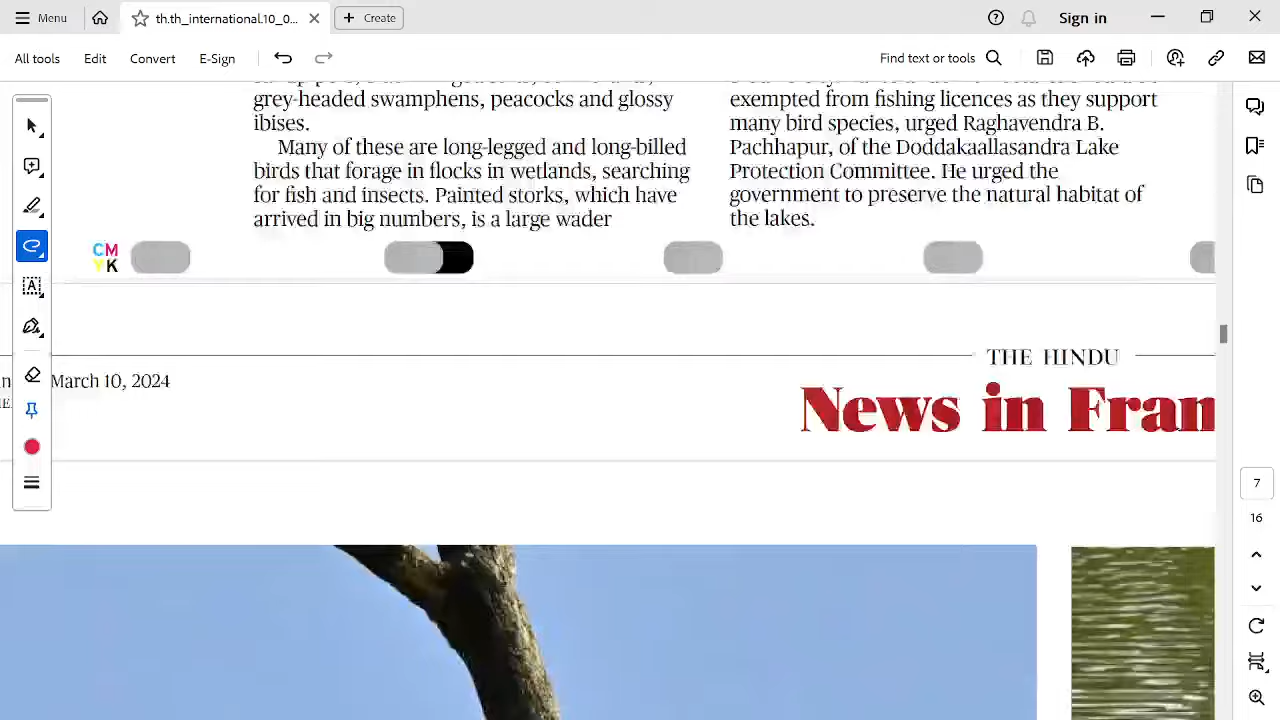 Menu
th.th_international.10_0...
Create
Sign in
All tools
Edit
Convert
E-Sign
Find text or tools
grey-headed swamphens, peacocks and glossy
ibises.
Many of these are long-legged and long-billed
birds that forage in flocks in wetlands, searching
for fish and insects. Painted storks, which have
arrived in big numbers, is a large wader
exempted from fishing licences as they support
many bird species, urged Raghavendra B.
Pachhapur, of the Doddakaallasandra Lake
Protection Committee. He urged the
government to preserve the natural habitat of
the lakes.
CM
YK
THE HINDU
March 10, 2024
News in Fran
7
16